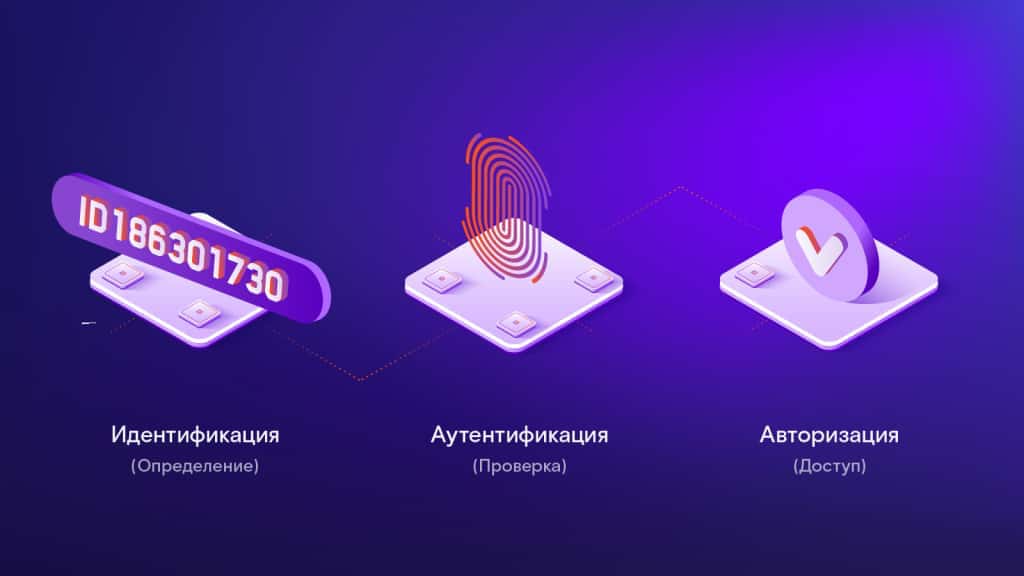 ID186301730
Идентификация
(Определение)
Аутентификация
(Проверка)
Авторизация
(Доступ)